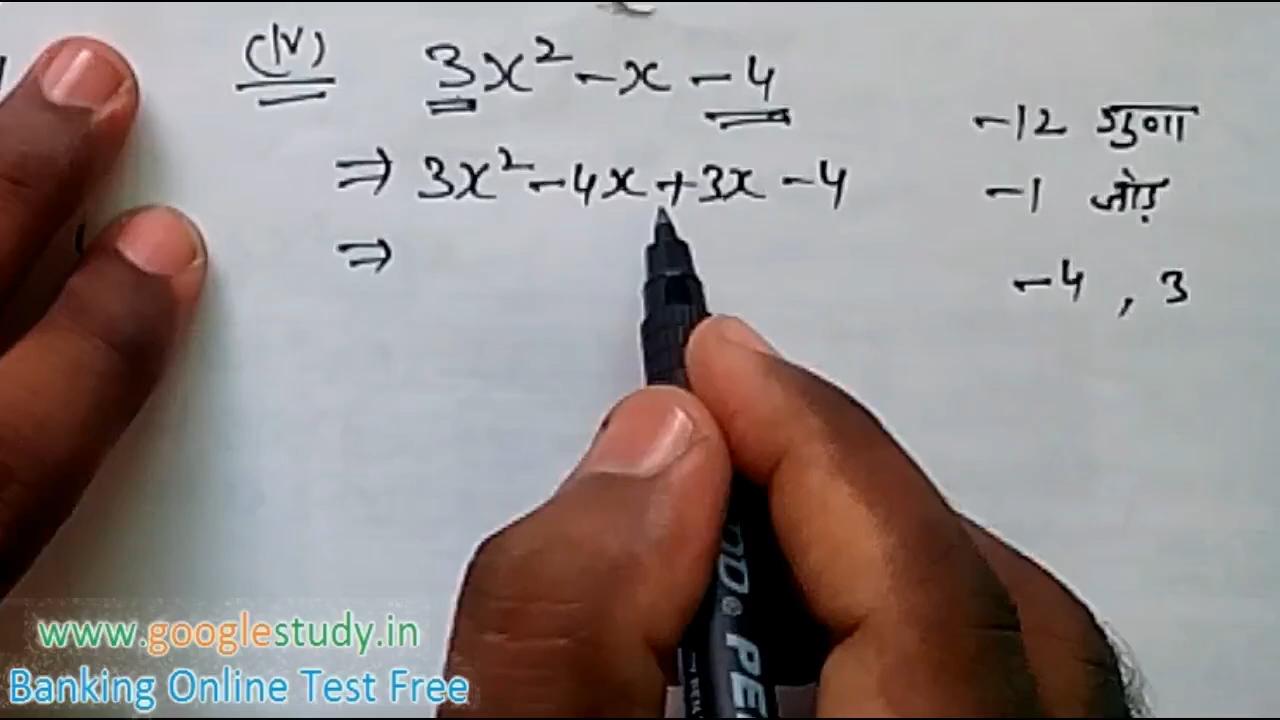 (IV) 3x² - x - 4
⇒ 3x² - 4x + 3x - 4
⇒
-12 गुणा
-1 जोड़
-4 , 3
www.googlestudy.in
Banking Online Test Free